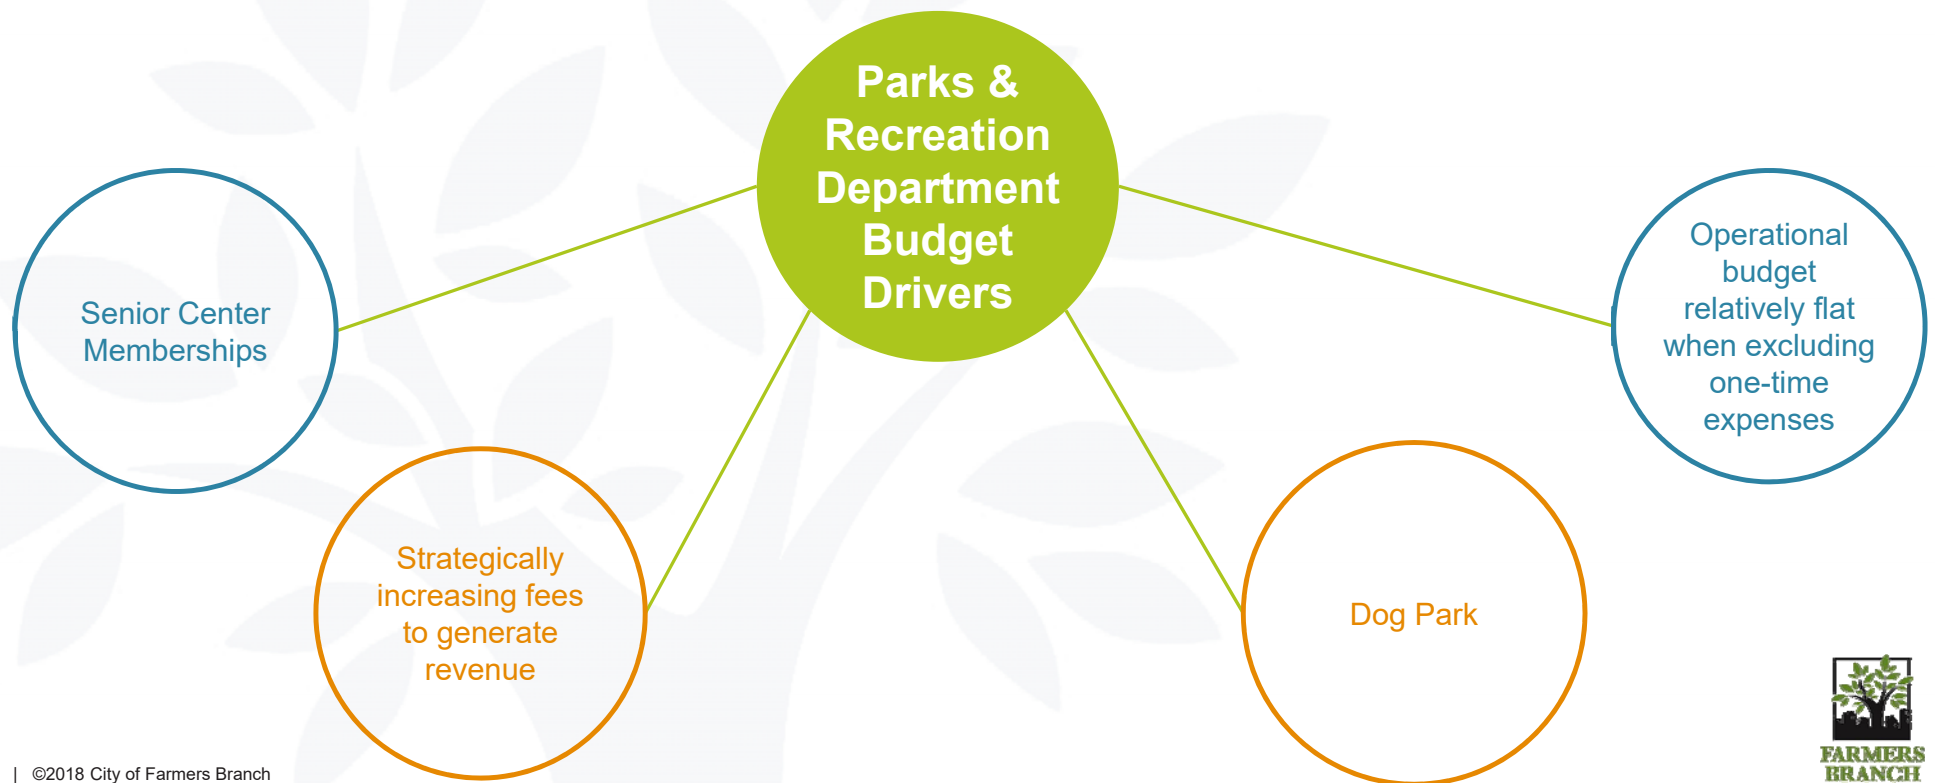 Parks &
Recreation
Department
Budget
Drivers
Senior Center
Memberships
Strategically
increasing fees
to generate
revenue
Dog Park
Operational
budget
relatively flat
when excluding
one-time
expenses
| ©2018 City of Farmers Branch
FARMERS
BRANCH